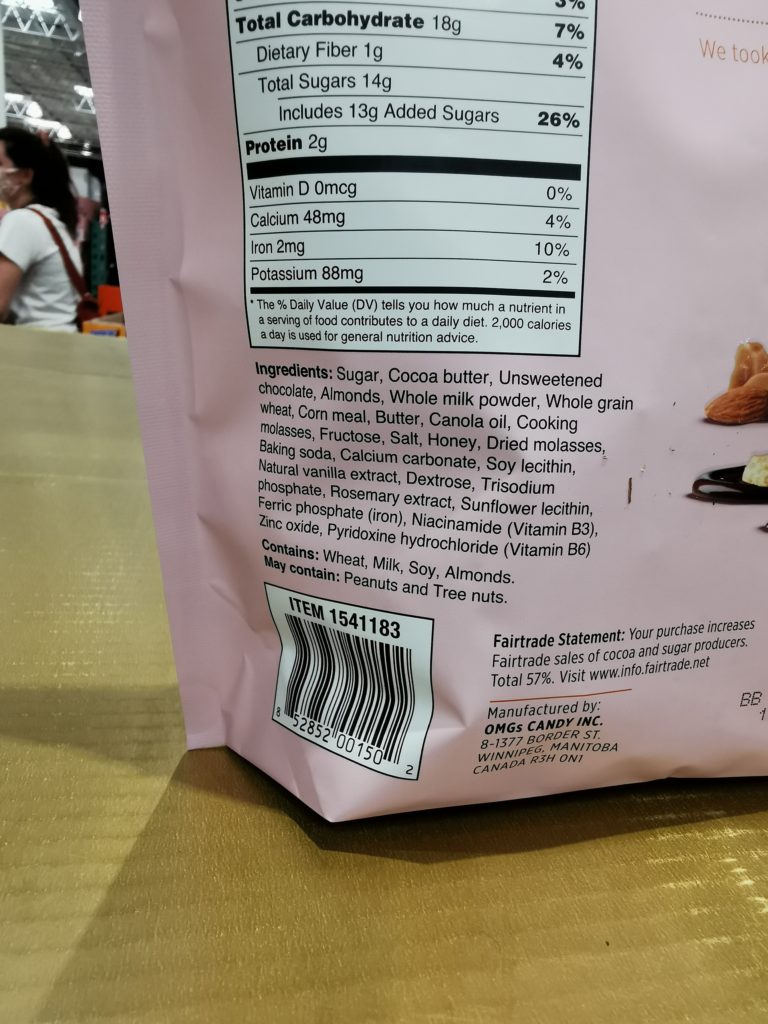 3%
Total Carbohydrate 18g 7%
Dietary Fiber 1g 4%
Total Sugars 14g
Includes 13g Added Sugars 26%
Protein 2g
Vitamin D 0mcg 0%
Calcium 48mg 4%
Iron 2mg 10%
Potassium 88mg 2%
* The % Daily Value (DV) tells you how much a nutrient in
a serving of food contributes to a daily diet. 2,000 calories
a day is used for general nutrition advice.
We took
Ingredients: Sugar, Cocoa butter, Unsweetened
chocolate, Almonds, Whole milk powder, Whole grain
wheat, Corn meal, Butter, Canola oil, Cooking
molasses, Fructose, Salt, Honey, Dried molasses,
Baking soda, Calcium carbonate, Soy lecithin,
Natural vanilla extract, Dextrose, Trisodium
phosphate, Rosemary extract, Sunflower lecithin,
Ferric phosphate (iron), Niacinamide (Vitamin B3),
Zinc oxide, Pyridoxine hydrochloride (Vitamin B6)
Contains: Wheat, Milk, Soy, Almonds.
May contain: Peanuts and Tree nuts.
ITEM 1541183
8 52852 00150 2
Fairtrade Statement: Your purchase increases
Fairtrade sales of cocoa and sugar producers.
Total 57%. Visit www.info.fairtrade.net
Manufactured by:
OMGs CANDY INC.
8-1377 BORDER ST.
WINNIPEG, MANITOBA
CANADA R3H 0N1
BB
1